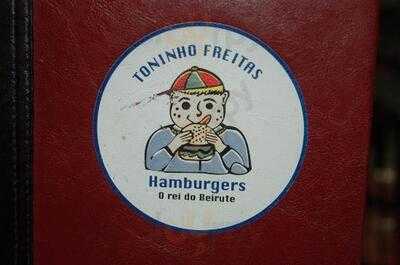 TONINHO FREITAS
Hamburgers
O rei do Beirute